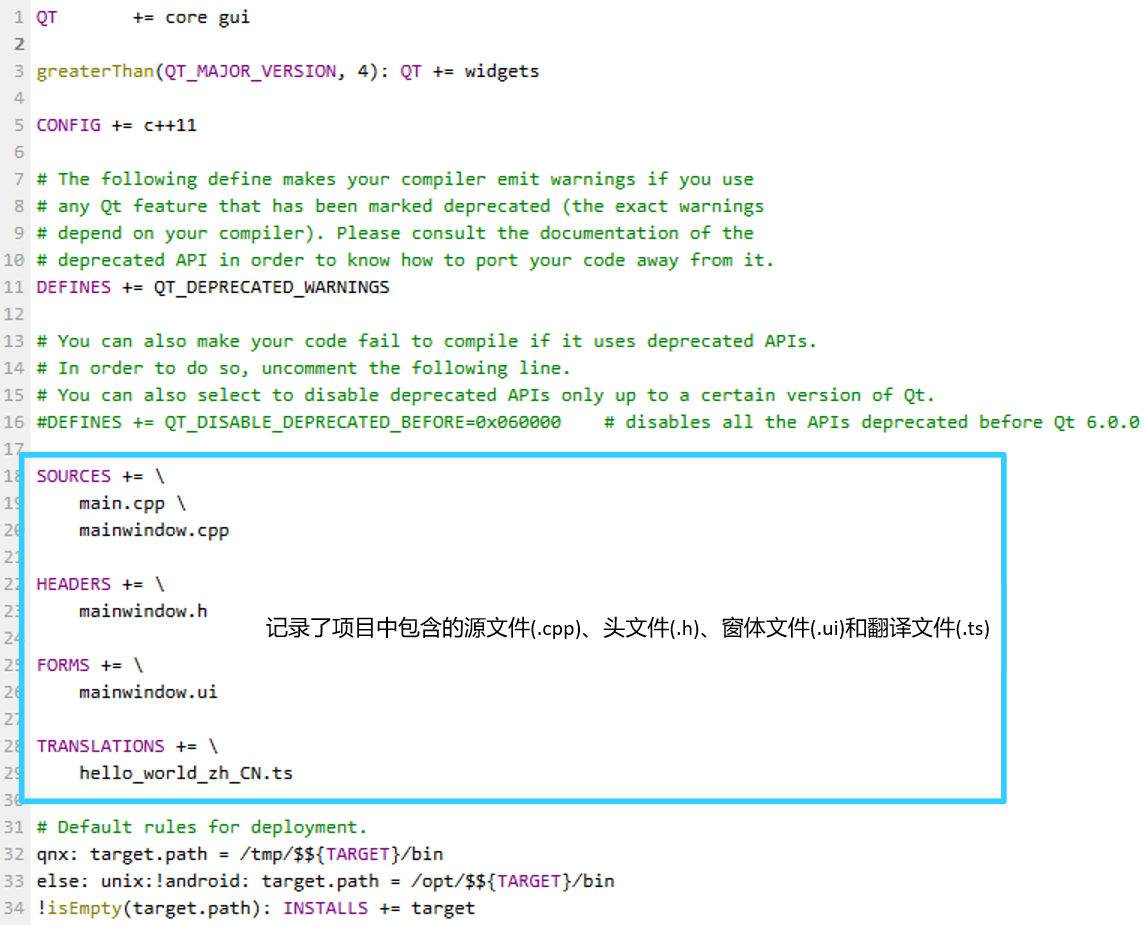 1 QT       += core gui
2
3 greaterThan(QT_MAJOR_VERSION, 4): QT += widgets
4
5 CONFIG += c++11
6
7 # The following define makes your compiler emit warnings if you use
8 # any Qt feature that has been marked deprecated (the exact warnings
9 # depend on your compiler). Please consult the documentation of the
10 # deprecated API in order to know how to port your code away from it.
11 DEFINES += QT_DEPRECATED_WARNINGS
12
13 # You can also make your code fail to compile if it uses deprecated APIs.
14 # In order to do so, uncomment the following line.
15 # You can also select to disable deprecated APIs only up to a certain version of Qt.
16 #DEFINES += QT_DISABLE_DEPRECATED_BEFORE=0x060000    # disables all the APIs deprecated before Qt 6.0.0
17
18 SOURCES += \
19     main.cpp \
20     mainwindow.cpp
21
22 HEADERS += \
23     mainwindow.h
记录了项目中包含的源文件(.cpp)、头文件(.h)、窗体文件(.ui)和翻译文件(.ts)
24
25 FORMS += \
26     mainwindow.ui
27
28 TRANSLATIONS += \
29     hello_world_zh_CN.ts
30
31 # Default rules for deployment.
32 qnx: target.path = /tmp/$${TARGET}/bin
33 else: unix:!android: target.path = /opt/$${TARGET}/bin
34 !isEmpty(target.path): INSTALLS += target